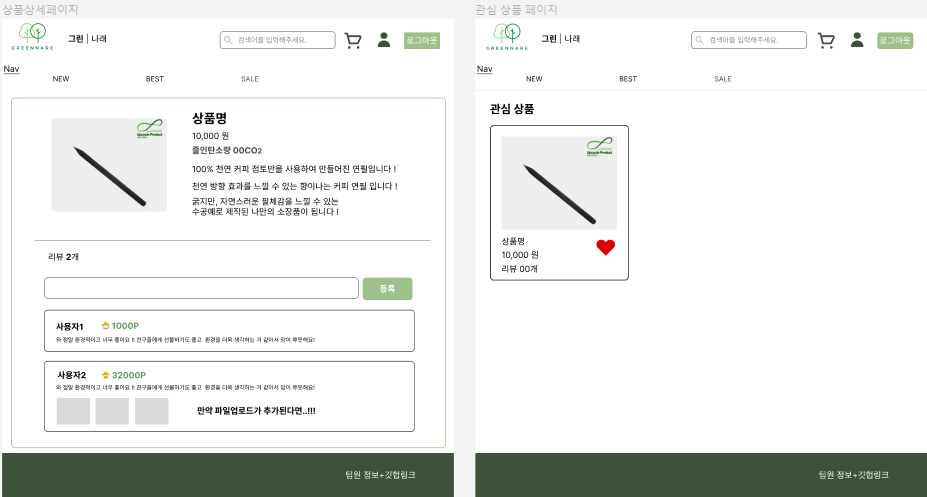 상품상세페이지
GREENNARE
그린 | 나래
검색어를 입력해주세요.
로그아웃
Nav
NEW
BEST
SALE
Upcycle Product
상품명
10,000 원
줄인탄소량 00CO2
100% 천연 커피 점토만을 사용하여 만들어진 연필입니다 !
천연 방향 효과를 느낄 수 있는 향이나는 커피 연필 입니다 !
굵지만, 자연스러운 필체감을 느낄 수 있는
수공예로 제작된 나만의 소장품이 됩니다 !
리뷰 2개
등록
사용자1
1000P
와 정말 환경적이고 너무 좋아요 !! 친구들에게 선물하기도 좋고 환경을 더욱 생각하는 거 같아서 맘이 뿌듯해요!
사용자2
32000P
와 정말 환경적이고 너무 좋아요 !! 친구들에게 선물하기도 좋고 환경을 더욱 생각하는 거 같아서 맘이 뿌듯해요!
만약 파일업로드가 추가된다면..!!!
팀원 정보+깃헙링크
관심 상품 페이지
GREENNARE
그린 | 나래
검색어를 입력해주세요.
로그아웃
Nav
NEW
BEST
SALE
관심 상품
Upcycle Product
상품명
10,000 원
리뷰 00개
팀원 정보+깃헙링크